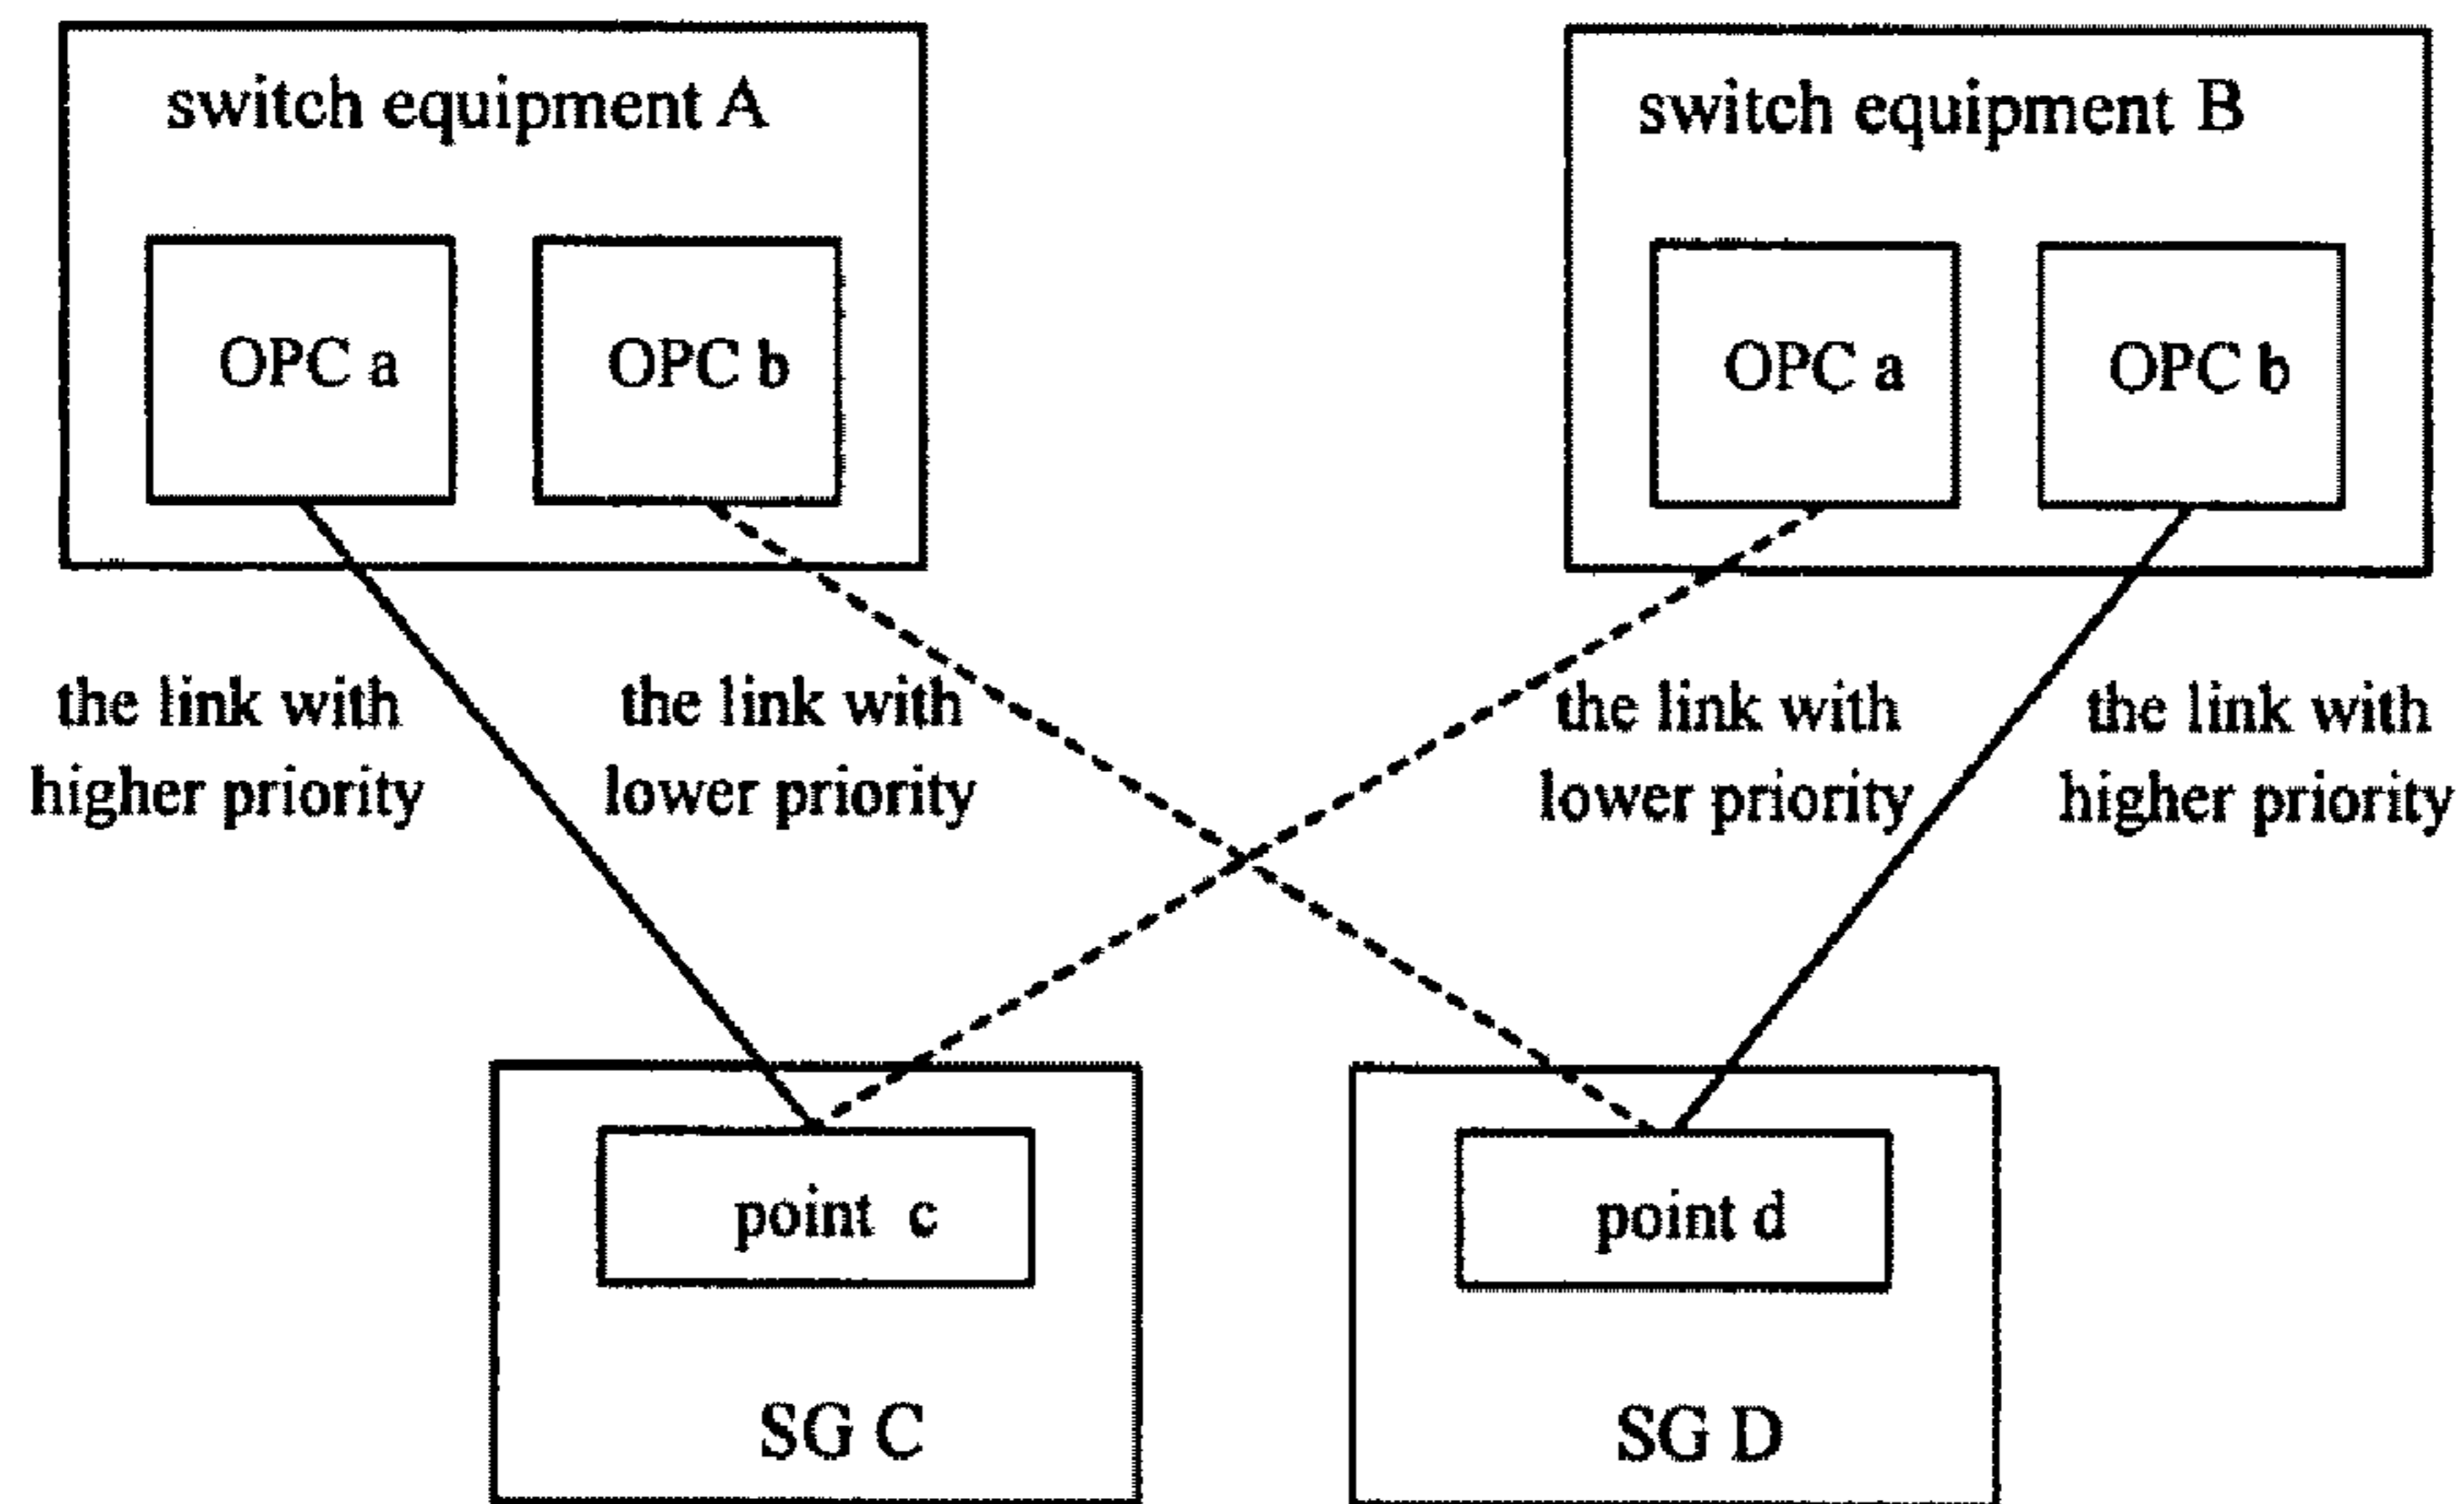 switch equipment A
switch equipment B
OPC a
OPC b
OPC a
OPC b
the link with
higher priority
the link with
lower priority
the link with
lower priority
the link with
higher priority
point c
point d
SG C
SG D